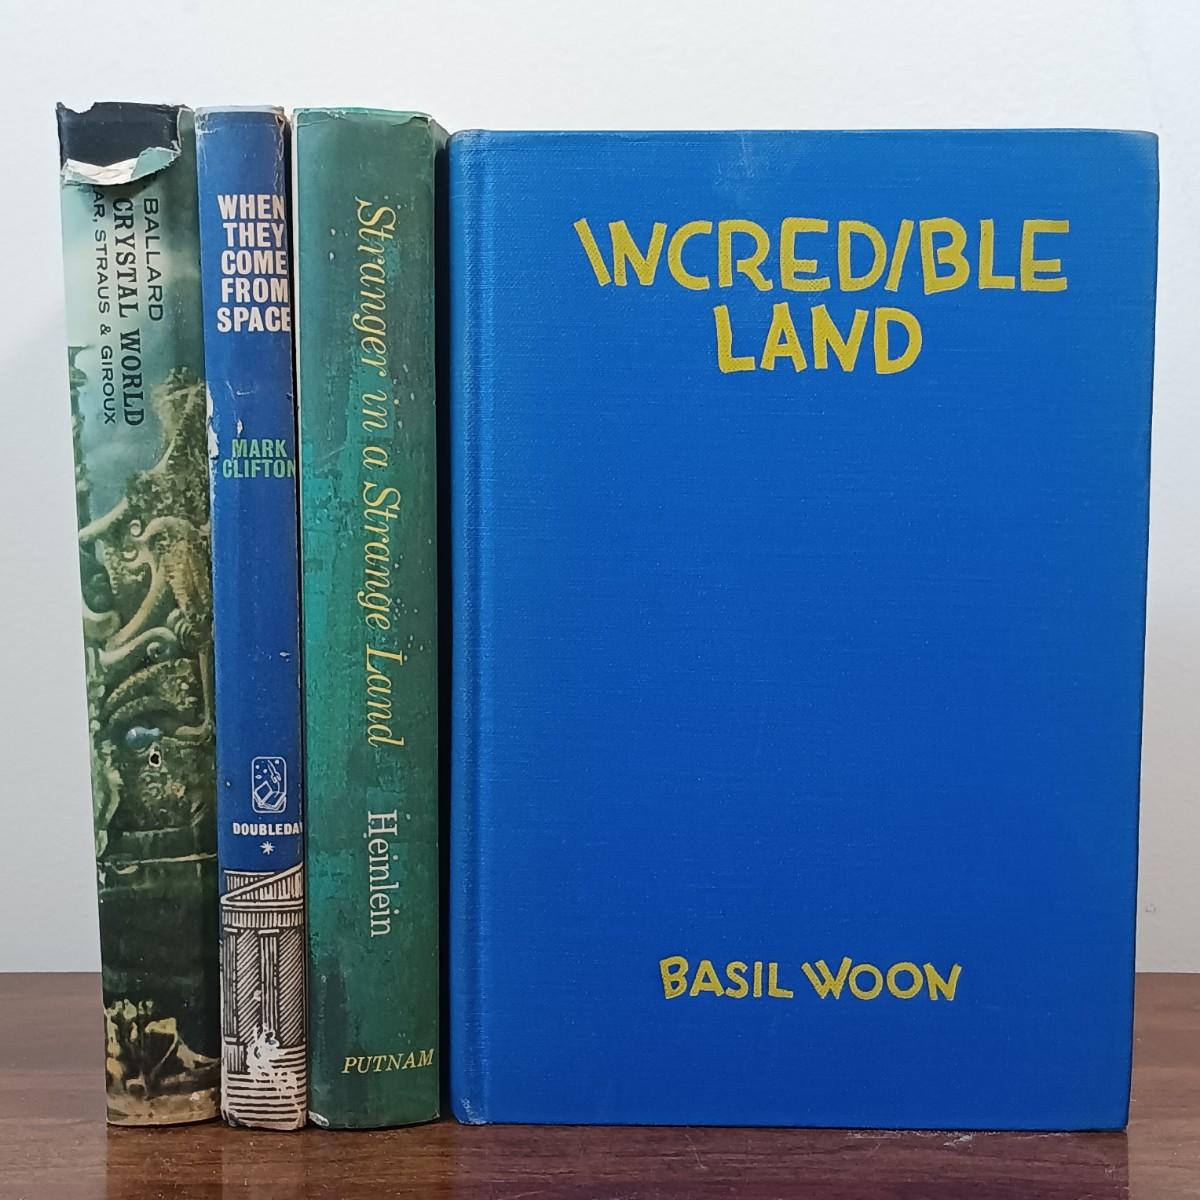 BALLARD
CRYSTAL WORLD
AR, STRAUS & GIROUX
WHEN
THEY
COME
FROM
SPACE
MARK
CLIFTON
DOUBLEDA
Stranger in a Strange Land Heinlein
PUTNAM
INCREDIBLE
LAND
BASIL WOON